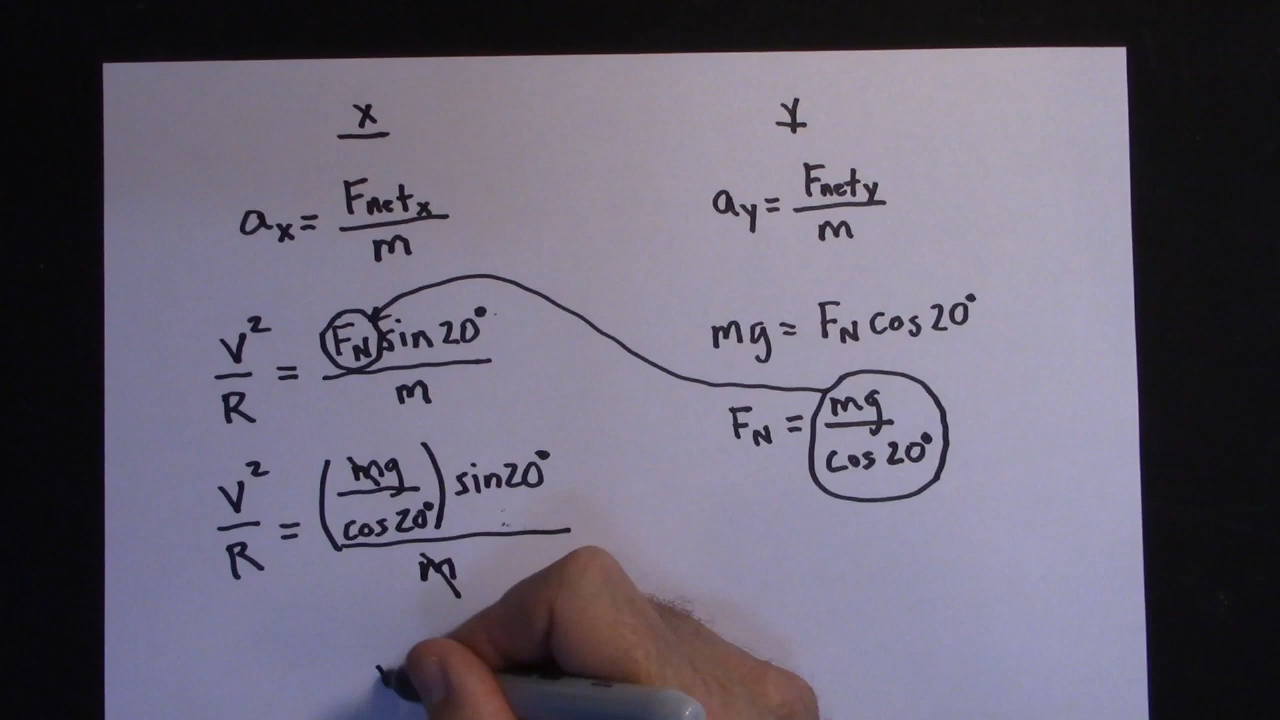 x
a_x = F_net_x / m
v² / R = F_N sin 20° / m
v² / R = (mg / cos 20°) sin 20° / m
y
a_y = F_net_y / m
mg = F_N cos 20°
F_N = mg / cos 20°